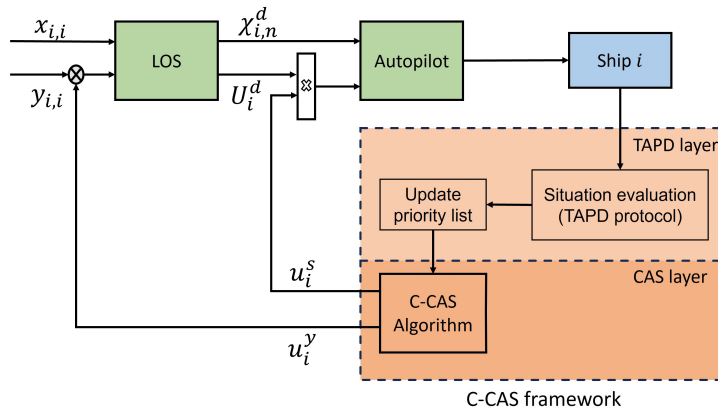 x_{i,i}
χ^d_{i,n}
LOS
Autopilot
Ship i
y_{i,i}
U^d_i
TAPD layer
Update
priority list
Situation evaluation
(TAPD protocol)
CAS layer
u^s_i
C-CAS
Algorithm
u^y_i
C-CAS framework